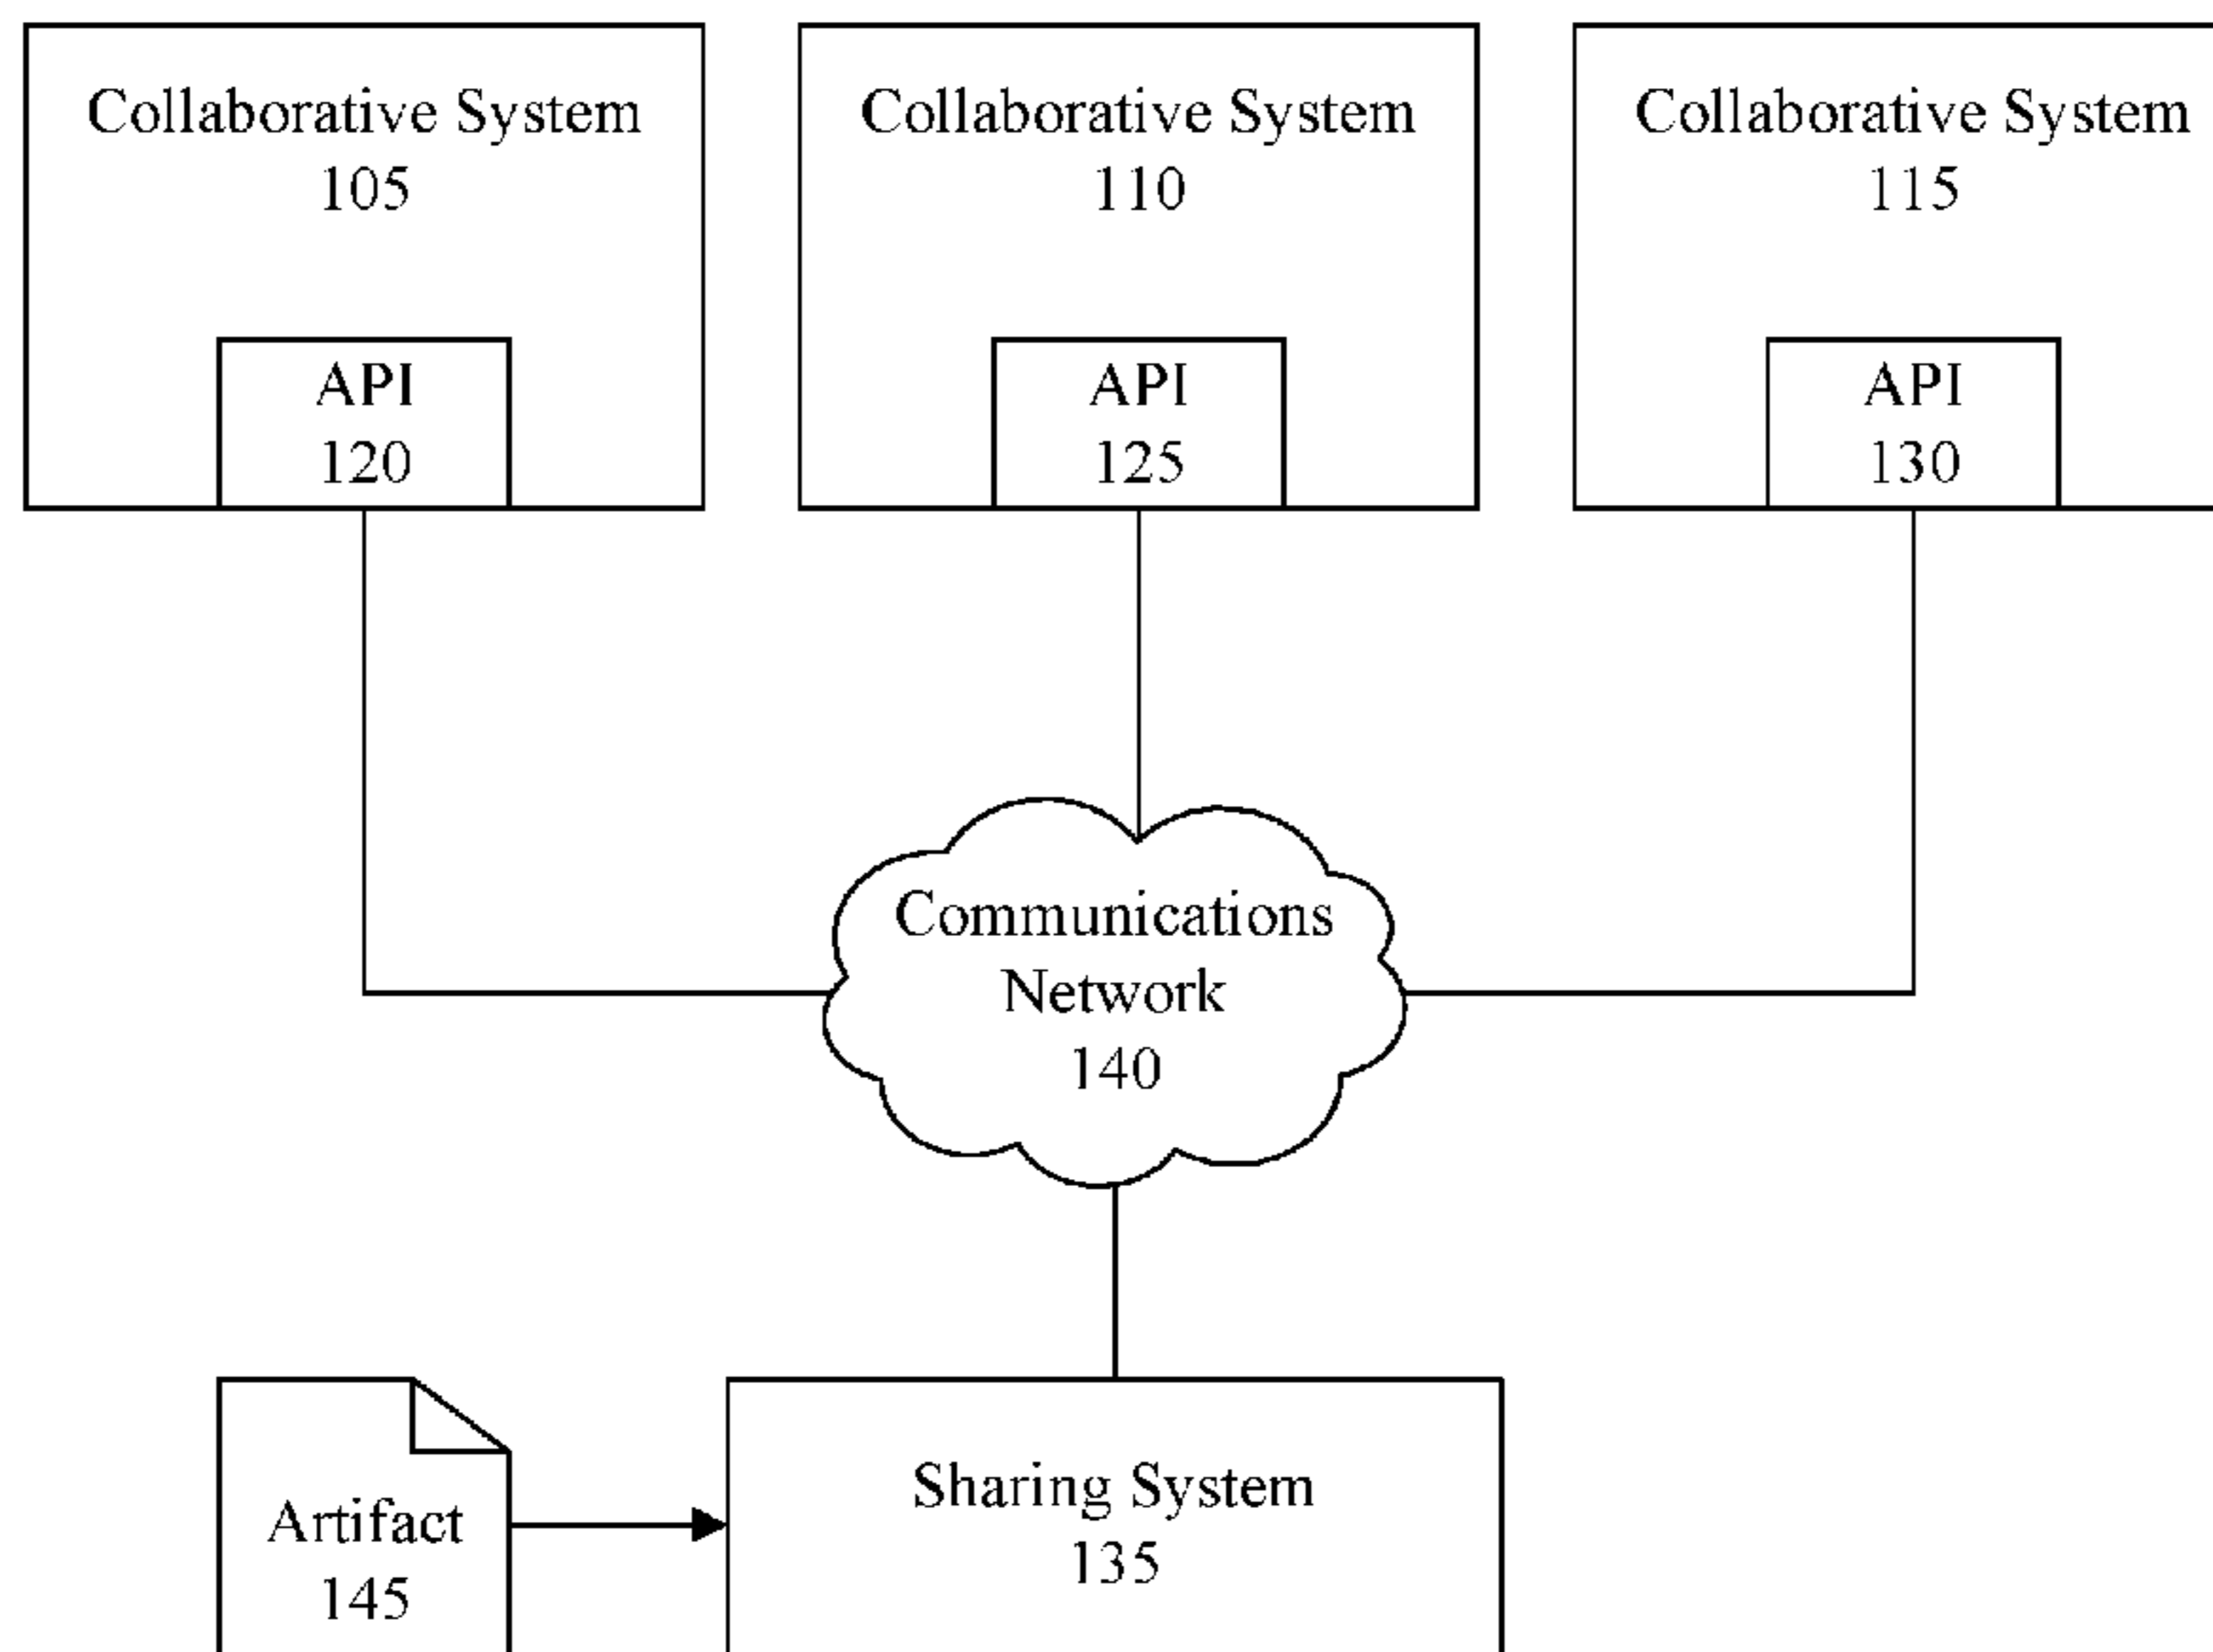 Collaborative System
105
Collaborative System
110
Collaborative System
115
API
120
API
125
API
130
Communications
Network
140
Artifact
145
Sharing System
135